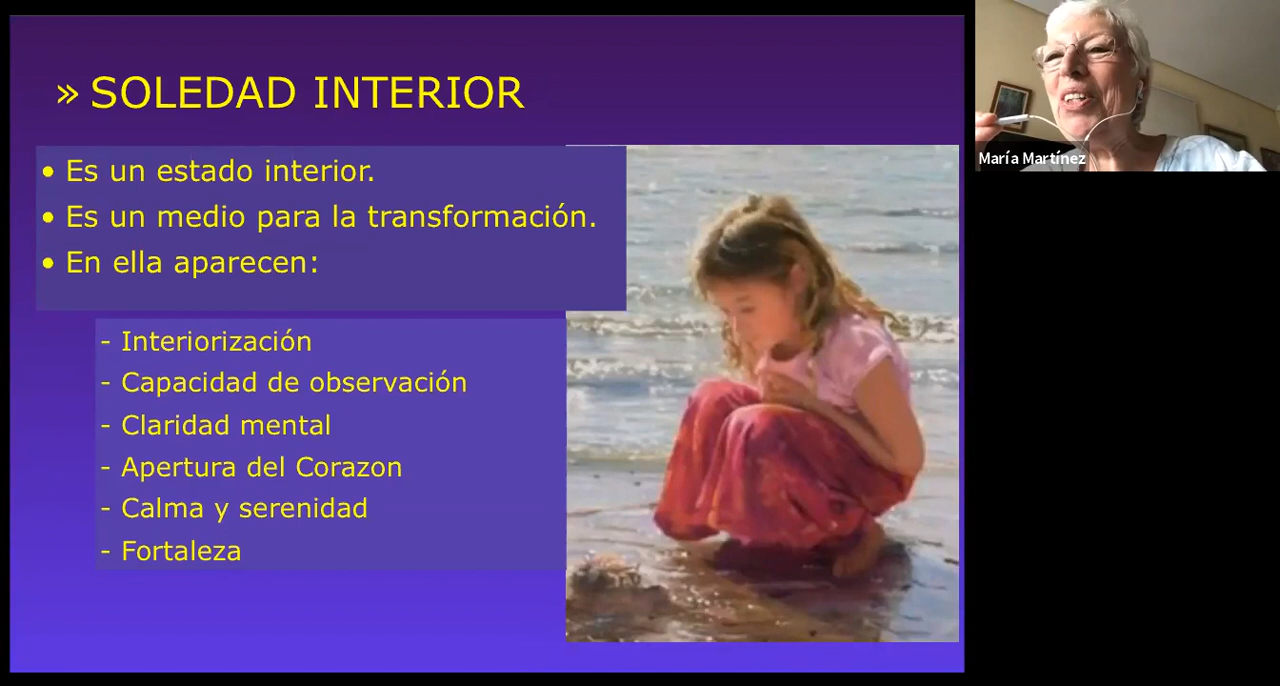 » SOLEDAD INTERIOR
• Es un estado interior.
• Es un medio para la transformación.
• En ella aparecen:
- Interiorización
- Capacidad de observación
- Claridad mental
- Apertura del Corazon
- Calma y serenidad
- Fortaleza
María Martínez